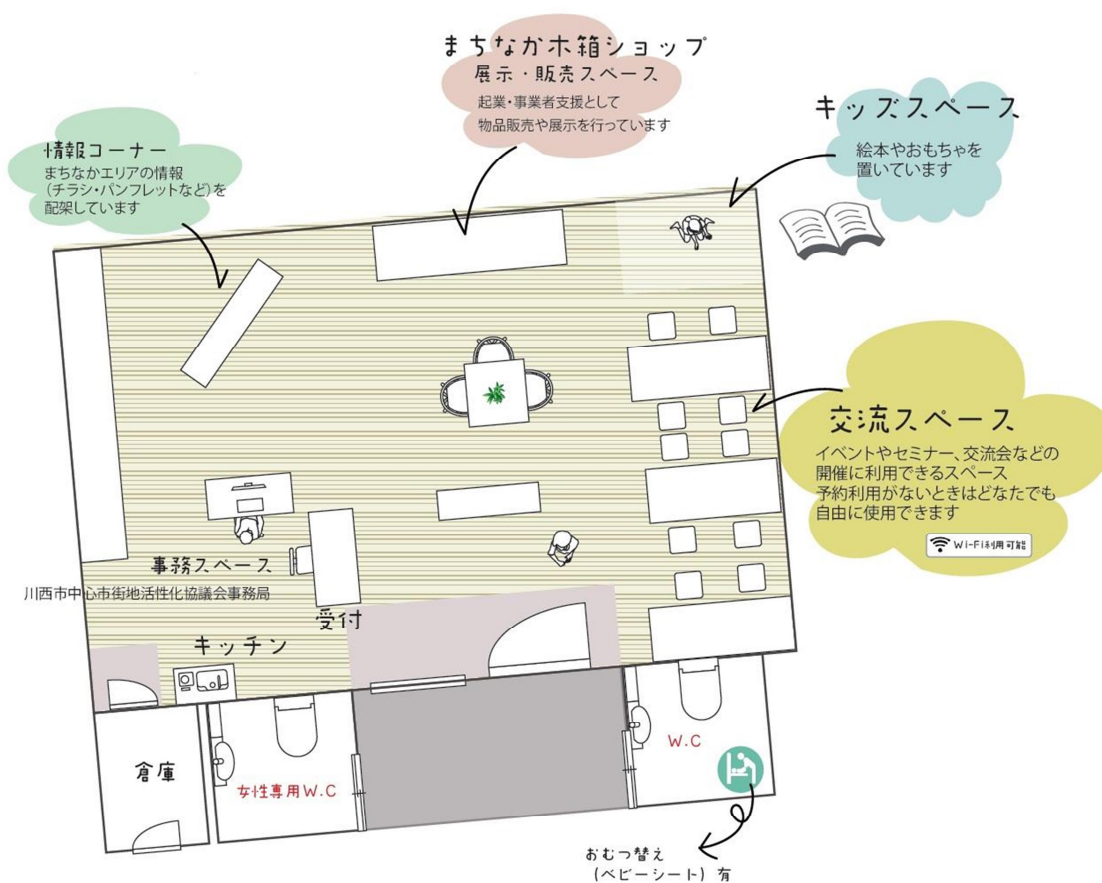 まちなか木箱ショップ
展示・販売スペース
起業・事業者支援として
物品販売や展示を行っています
キッズスペース
絵本やおもちゃを
置いています
情報コーナー
まちなかエリアの情報
(チラシ・パンフレットなど)を
配架しています
交流スペース
イベントやセミナー、交流会などの
開催に利用できるスペース
予約利用がないときはどなたでも
自由に使用できます
Wi-Fi利用可能
事務スペース
川西市中心市街地活性化協議会事務局
受付
キッチン
倉庫
女性専用W.C
W.C
おむつ替え
(ベビーシート) 有